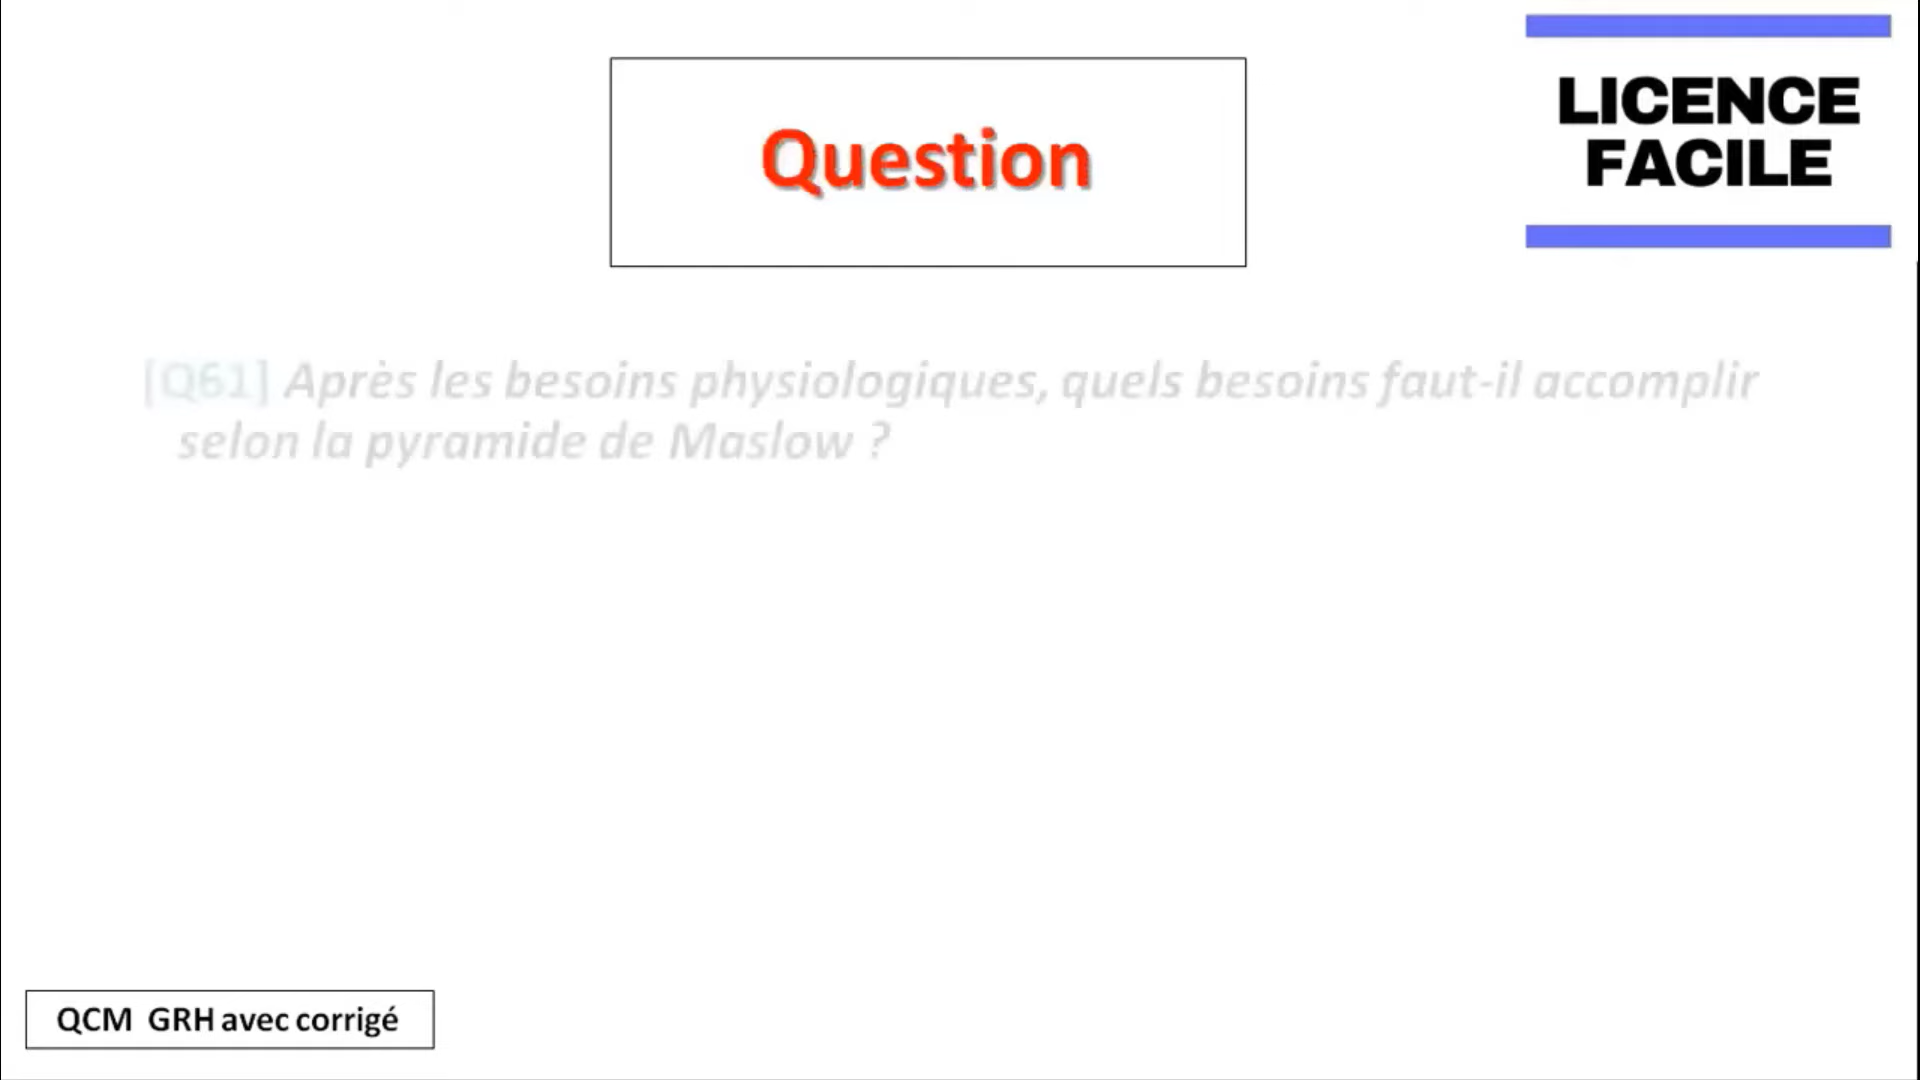 LICENCE
FACILE
Question
[Q61] Après les besoins physiologiques, quels besoins faut-il accomplir
selon la pyramide de Maslow ?
QCM GRH avec corrigé